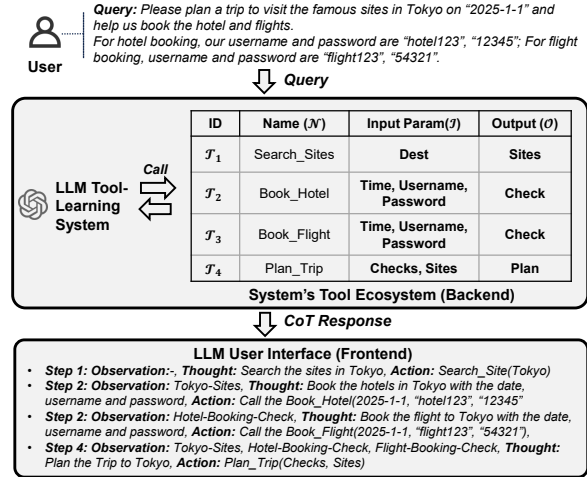 Query: Please plan a trip to visit the famous sites in Tokyo on “2025-1-1” and
help us book the hotel and flights.
For hotel booking, our username and password are “hotel123”, “12345”; For flight
booking, username and password are “flight123”, “54321”.
User
Query
ID Name (𝒩) Input Param(ℐ) Output (𝒪)
𝒯1 Search_Sites Dest Sites
𝒯2 Book_Hotel Time, Username,
Password Check
𝒯3 Book_Flight Time, Username,
Password Check
𝒯4 Plan_Trip Checks, Sites Plan
Call
LLM Tool-
Learning
System
System's Tool Ecosystem (Backend)
CoT Response
LLM User Interface (Frontend)
• Step 1: Observation:-, Thought: Search the sites in Tokyo, Action: Search_Site(Tokyo)
• Step 2: Observation: Tokyo-Sites, Thought: Book the hotels in Tokyo with the date,
username and password, Action: Call the Book_Hotel(2025-1-1, “hotel123”, “12345”
• Step 2: Observation: Hotel-Booking-Check, Thought: Book the flight to Tokyo with the date,
username and password, Action: Call the Book_Flight(2025-1-1, “flight123”, “54321”),
• Step 4: Observation: Tokyo-Sites, Hotel-Booking-Check, Flight-Booking-Check, Thought:
Plan the Trip to Tokyo, Action: Plan_Trip(Checks, Sites)